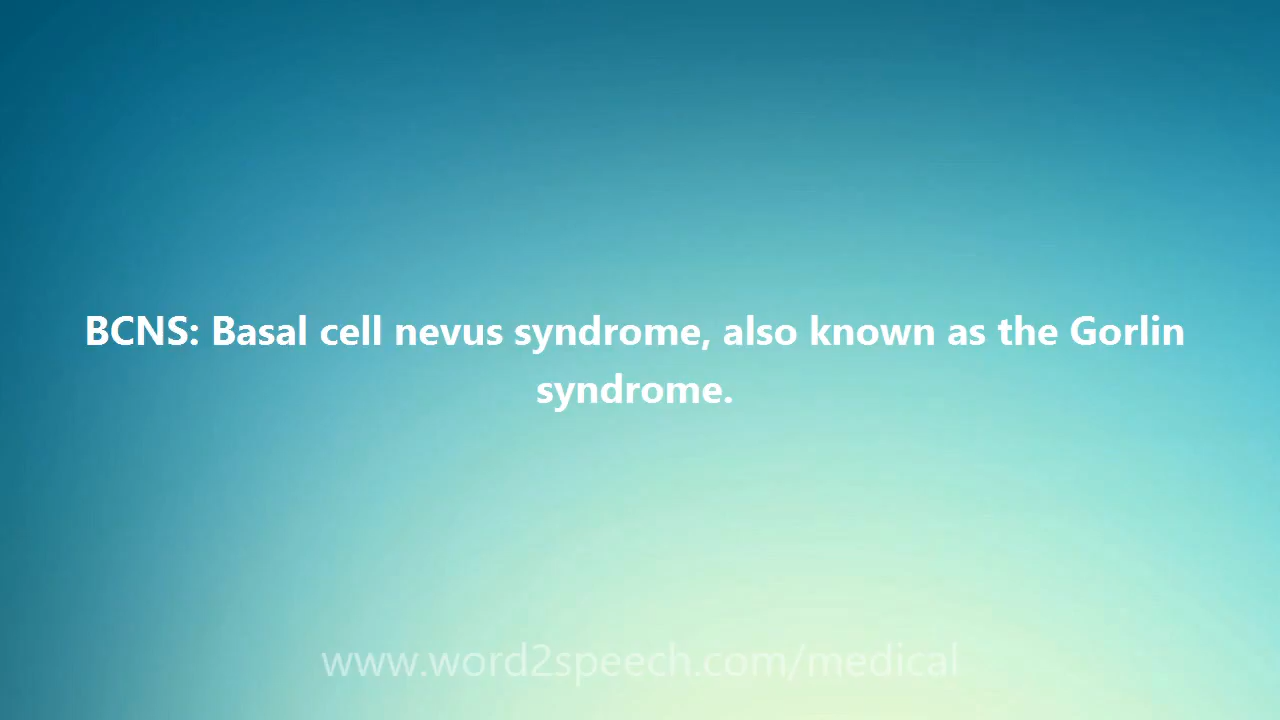 BCNS: Basal cell nevus syndrome, also known as the Gorlin
syndrome.
www.word2speech.com/medical